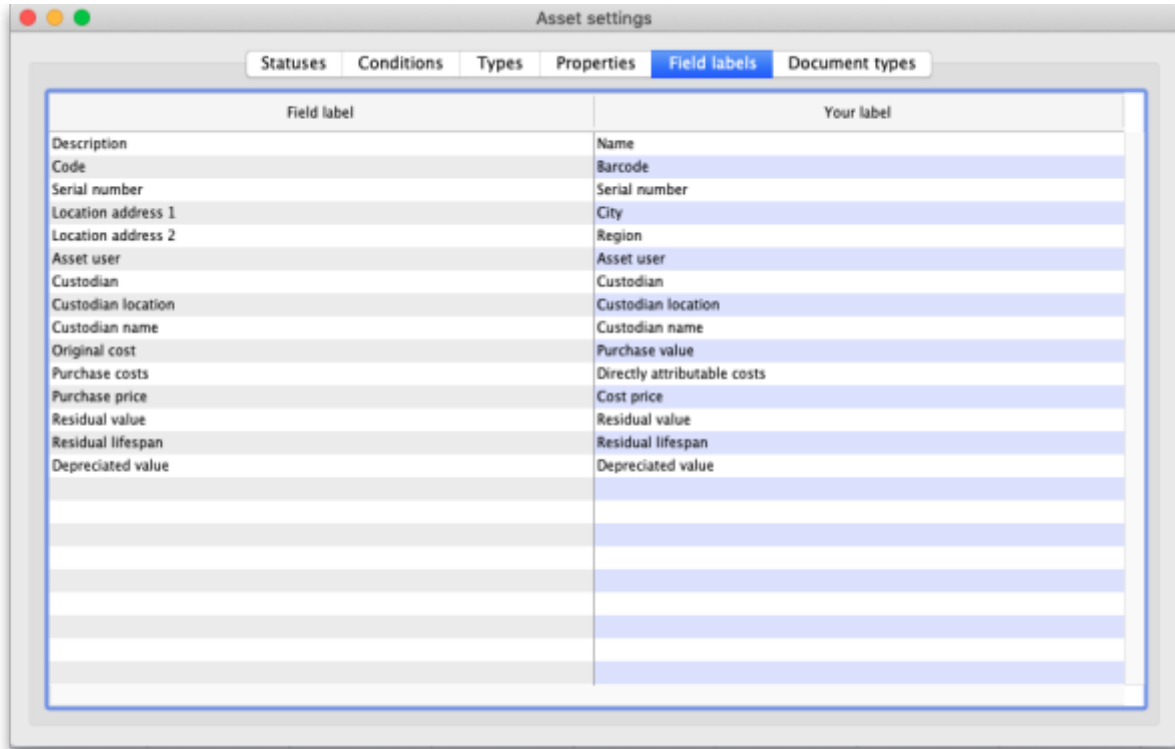 Asset settings
Statuses Conditions Types Properties Field labels Document types
Field label Your label
Description Name
Code Barcode
Serial number Serial number
Location address 1 City
Location address 2 Region
Asset user Asset user
Custodian Custodian
Custodian location Custodian location
Custodian name Custodian name
Original cost Purchase value
Purchase costs Directly attributable costs
Purchase price Cost price
Residual value Residual value
Residual lifespan Residual lifespan
Depreciated value Depreciated value